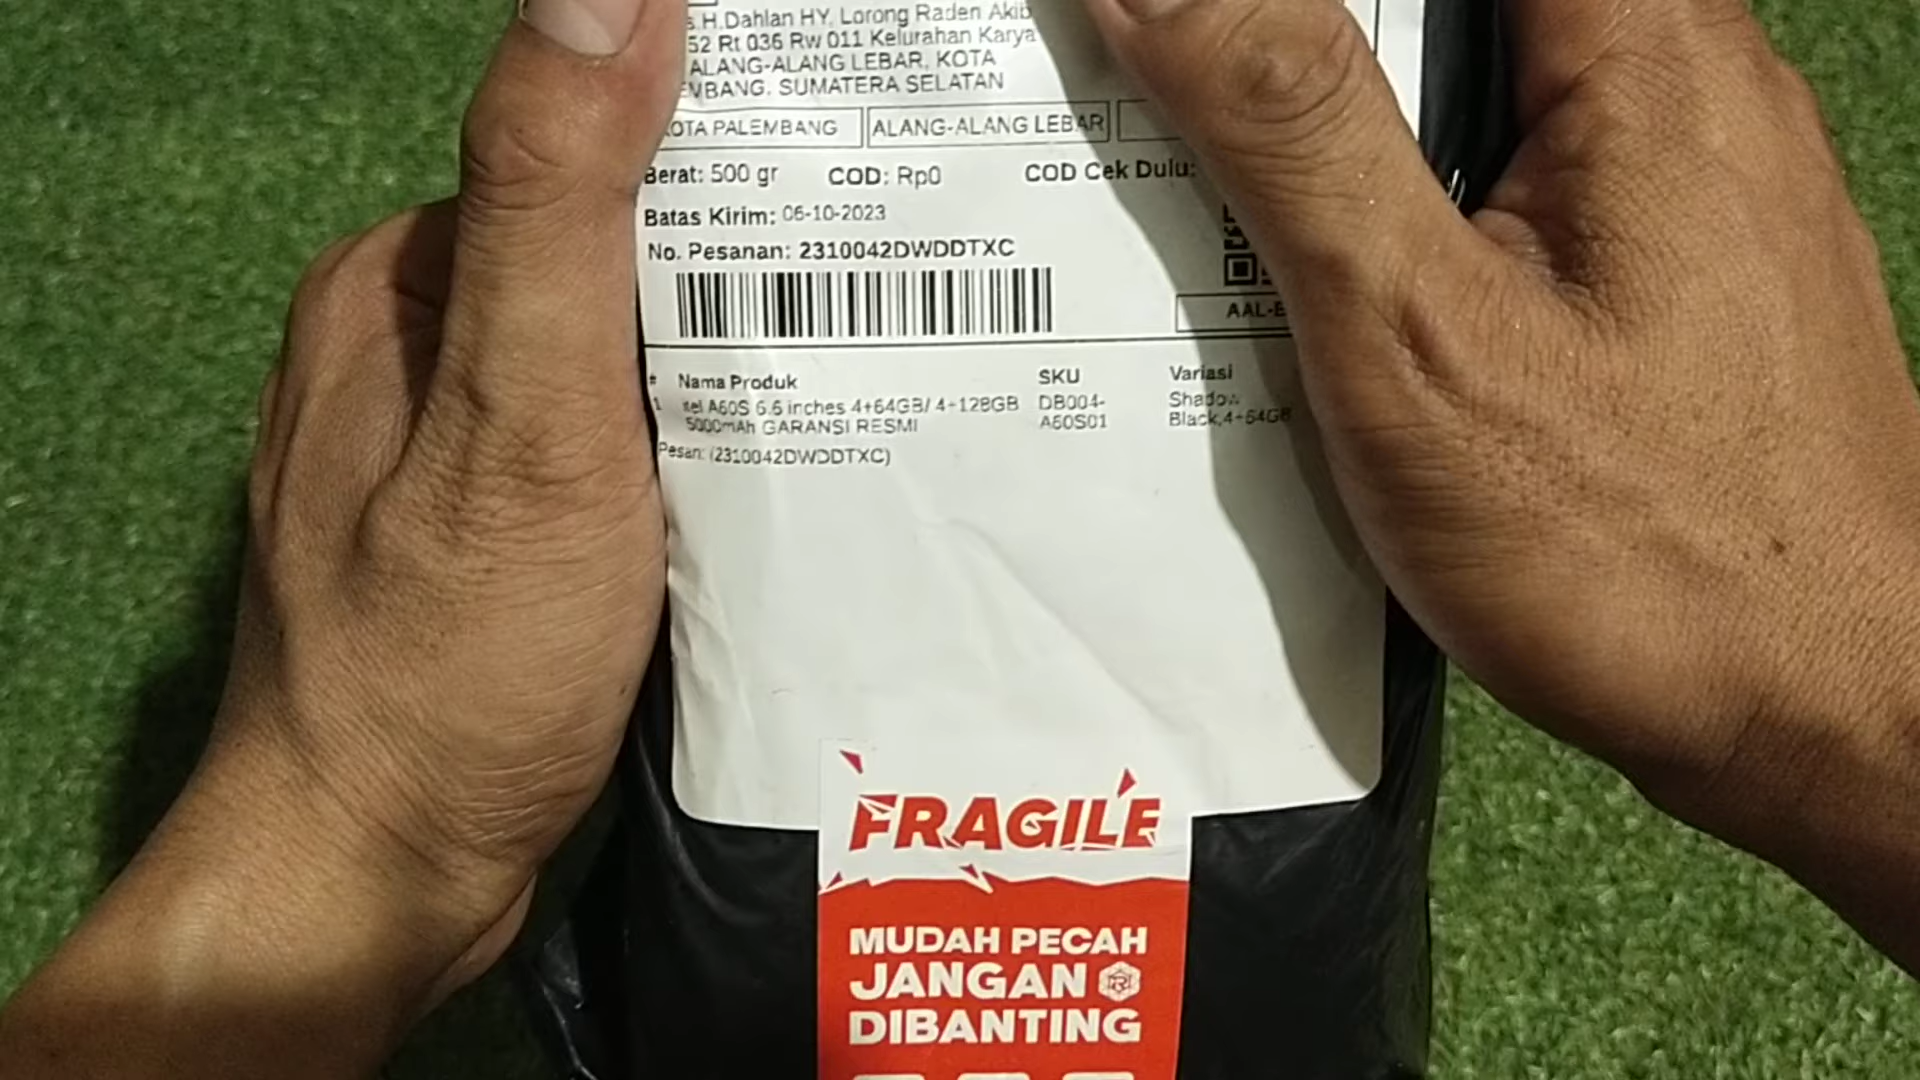 s H.Dahlan HY, Lorong Raden Akib
52 Rt 036 Rw 011 Kelurahan Karya
ALANG-ALANG LEBAR, KOTA
EMBANG. SUMATERA SELATAN
KOTA PALEMBANG ALANG-ALANG LEBAR
Berat: 500 gr COD: Rp0 COD Cek Dulu:
Batas Kirim: 06-10-2023
No. Pesanan: 2310042DWDDTXC
AAL-
# Nama Produk SKU Variasi
1 itel A60S 6.6 inches 4+64GB/ 4+128GB DB004- Shadow
5000mAh GARANSI RESMI A60S01 Black,4+64GB
Pesan: (2310042DWDDTXC)
FRAGILE
MUDAH PECAH
JANGAN
DIBANTING